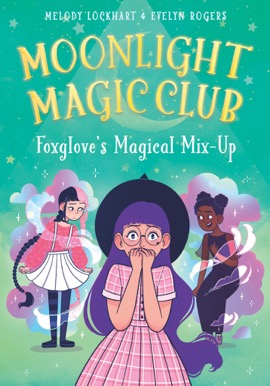 MELODY LOCKHART & EVELYN ROGERS
MOONLIGHT
MAGIC CLUB
Foxglove's Magical Mix-Up